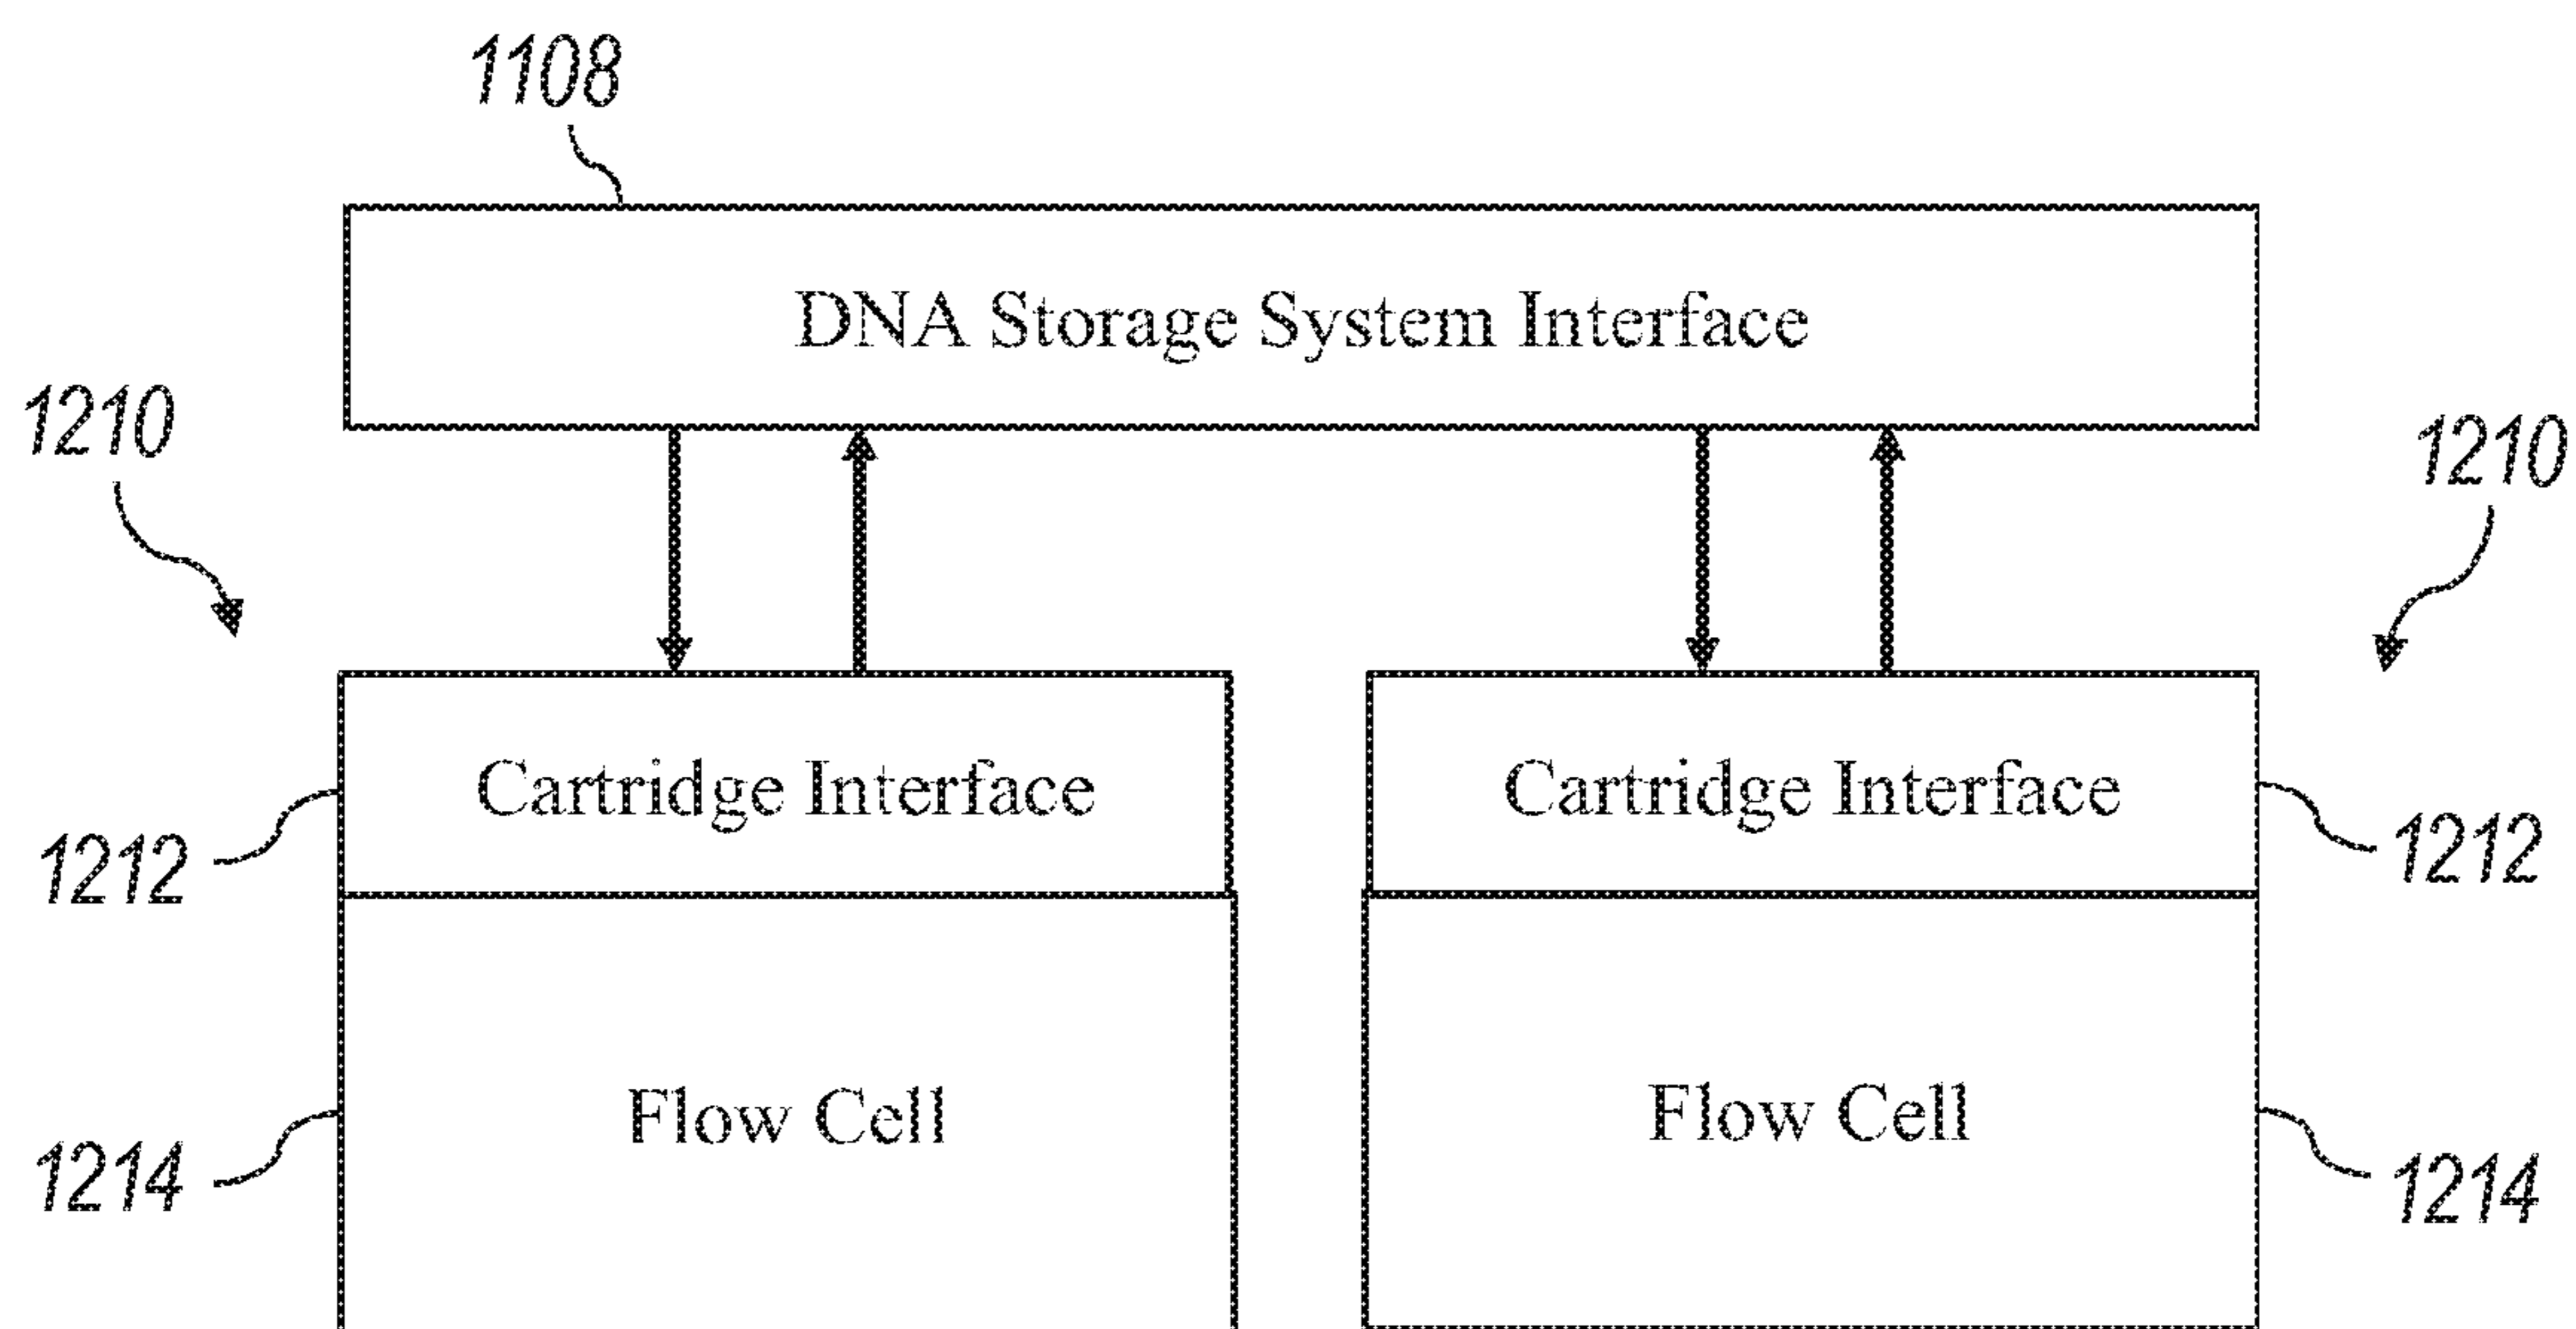 1108
DNA Storage System Interface
1210
1210
Cartridge Interface
Cartridge Interface
1212
1212
Flow Cell
Flow Cell
1214
1214